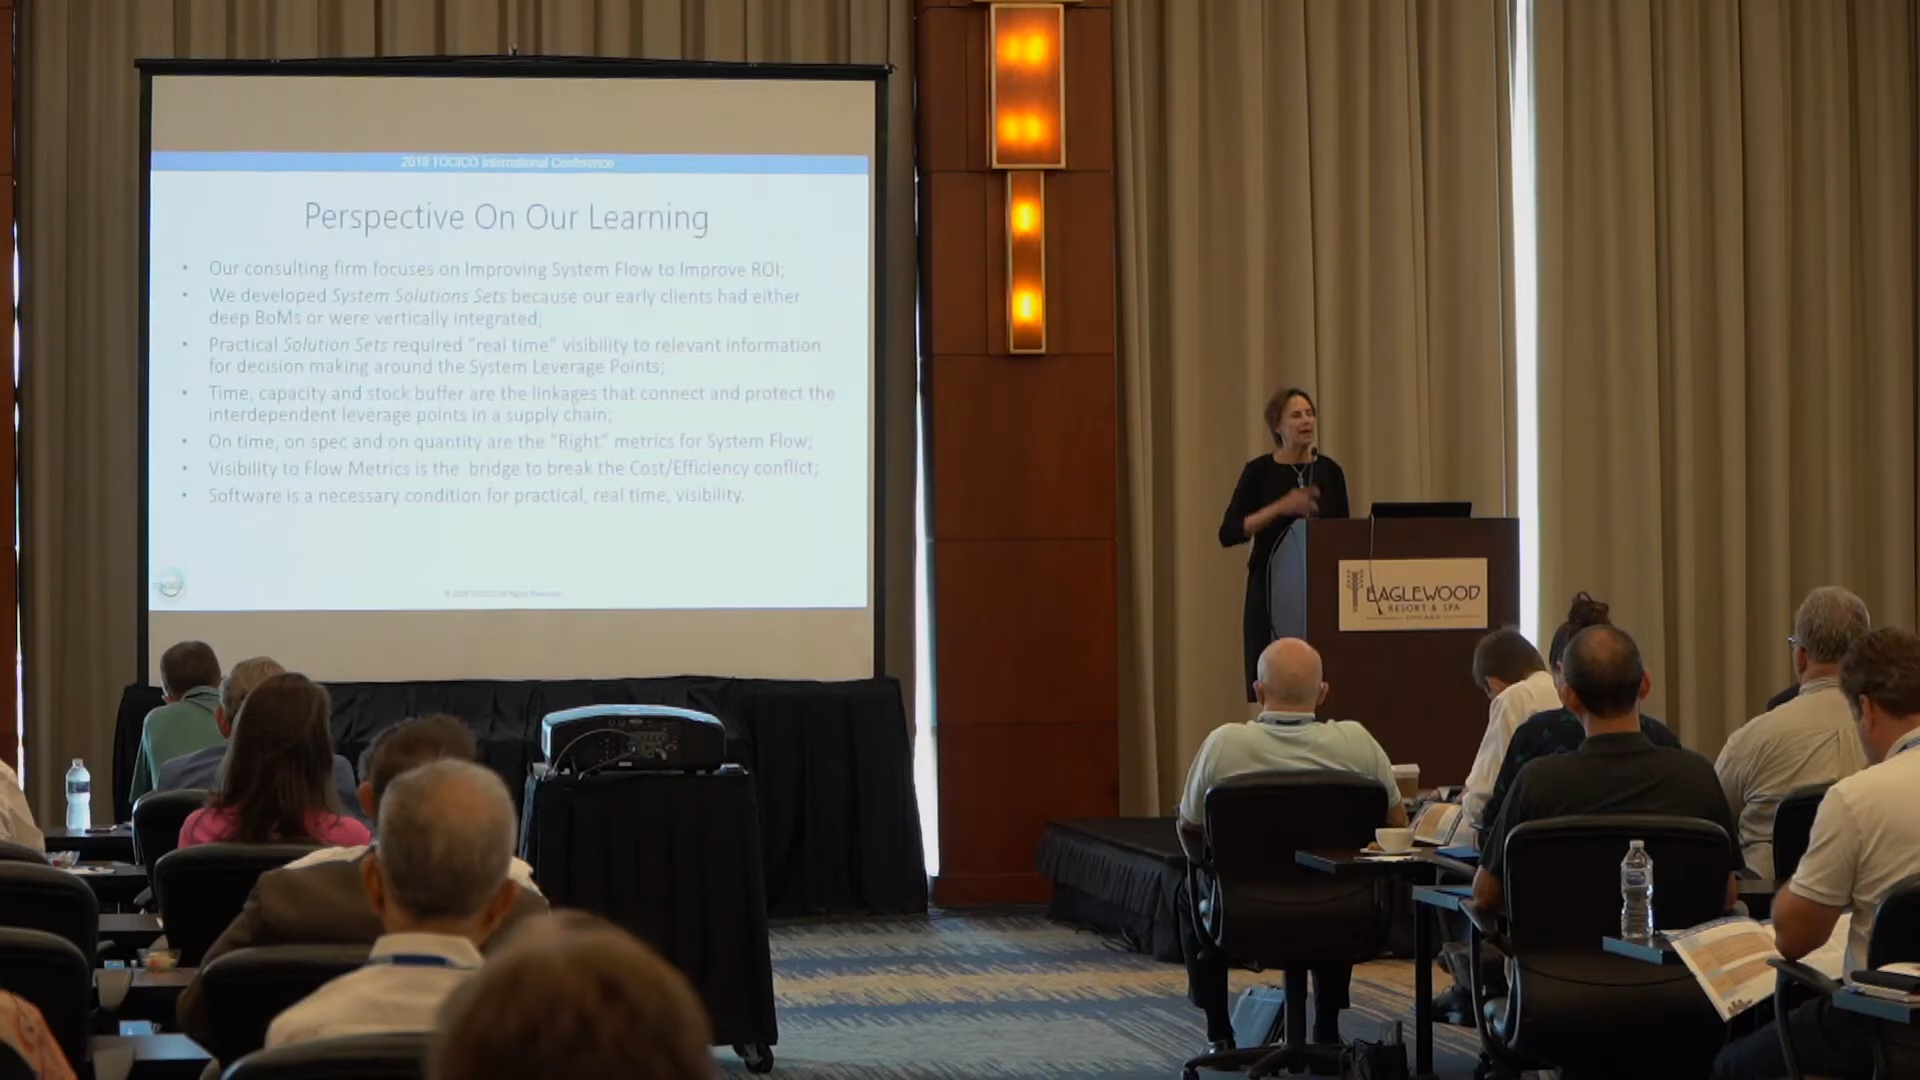 2019 TOCICO International Conference
Perspective On Our Learning
• Our consulting firm focuses on Improving System Flow to Improve ROI;
• We developed System Solutions Sets because our early clients had either
deep BoMs or were vertically integrated;
• Practical Solution Sets required "real time" visibility to relevant information
for decision making around the System Leverage Points;
• Time, capacity and stock buffer are the linkages that connect and protect the
interdependent leverage points in a supply chain;
• On time, on spec and on quantity are the "Right" metrics for System Flow;
• Visibility to Flow Metrics is the bridge to break the Cost/Efficiency conflict;
• Software is a necessary condition for practical, real time, visibility.
EAGLEWOOD
RESORT & SPA
CHICAGO